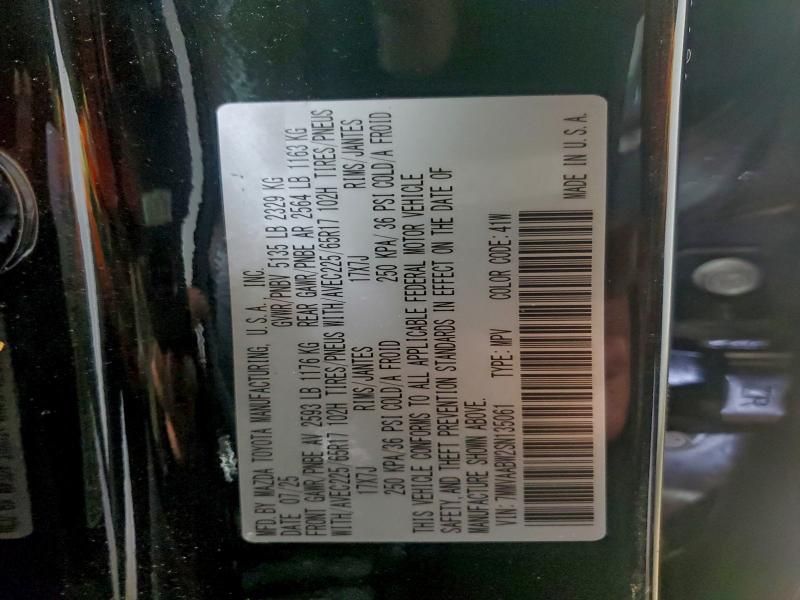 MFD. BY MAZDA TOYOTA MANUFACTURING, U.S.A., INC.
DATE 07/25 GVWR/PNBV 5135 LB 2329 KG
FRONT GAWR/PNBE AV 2593 LB 1176 KG REAR GAWR/PNBE AR 2564 LB 1163 KG
WITH/AVEC225/65R17 102H TIRES/PNEUS WITH/AVEC225/65R17 102H TIRES/PNEUS
17X7J RIMS/JANTES 17X7J RIMS/JANTES
250 KPA/36 PSI COLD/A FROID 250 KPA/36 PSI COLD/A FROID
THIS VEHICLE CONFORMS TO ALL APPLICABLE FEDERAL MOTOR VEHICLE
SAFETY AND THEFT PREVENTION STANDARDS IN EFFECT ON THE DATE OF
MANUFACTURE SHOWN ABOVE.
VIN: 7MMVAABW2SN135061 TYPE: MPV COLOR CODE: 41W
MADE IN U.S.A.